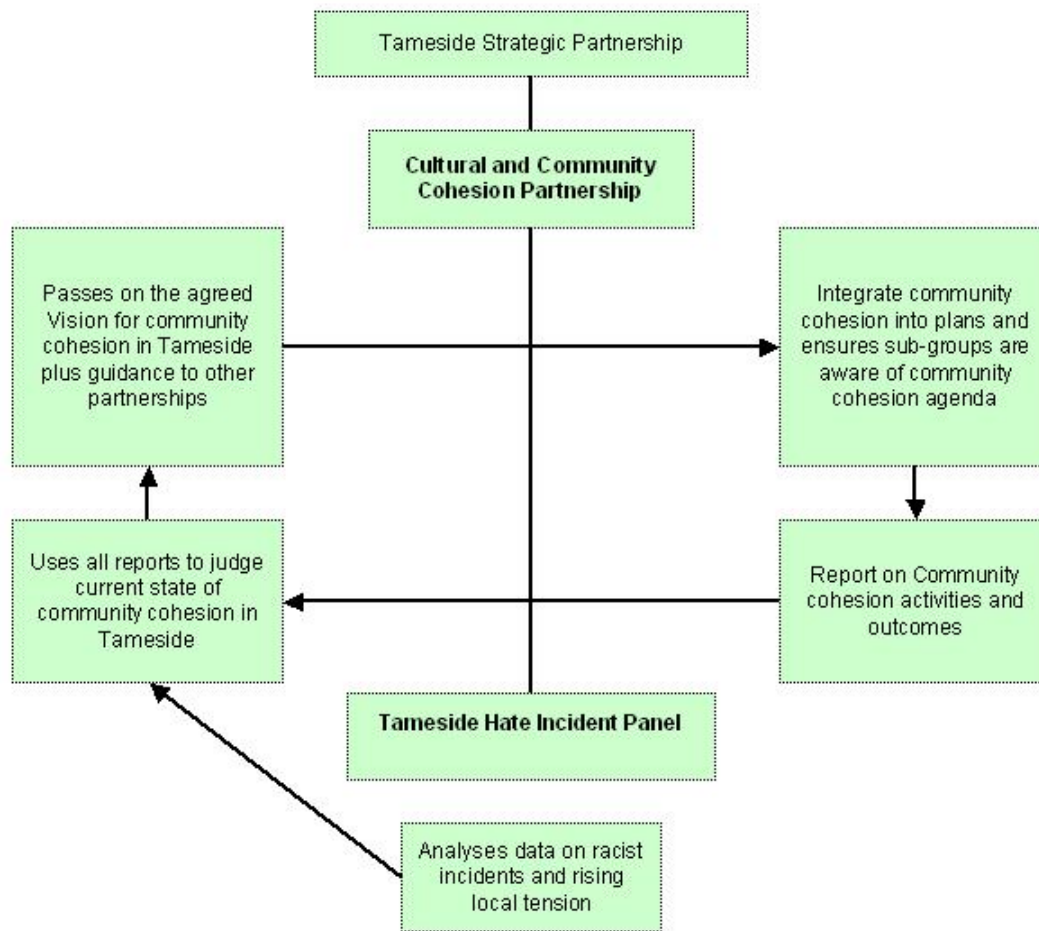 Tameside Strategic Partnership
Cultural and Community
Cohesion Partnership
Passes on the agreed
Vision for community
cohesion in Tameside
plus guidance to other
partnerships
Integrate community
cohesion into plans and
ensures sub-groups are
aware of community
cohesion agenda
Uses all reports to judge
current state of
community cohesion in
Tameside
Report on Community
cohesion activities and
outcomes
Tameside Hate Incident Panel
Analyses data on racist
incidents and rising
local tension